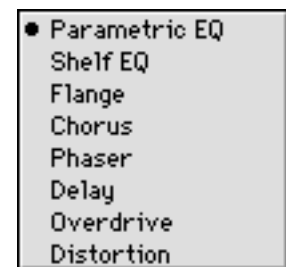 Parametric EQ
Shelf EQ
Flange
Chorus
Phaser
Delay
Overdrive
Distortion